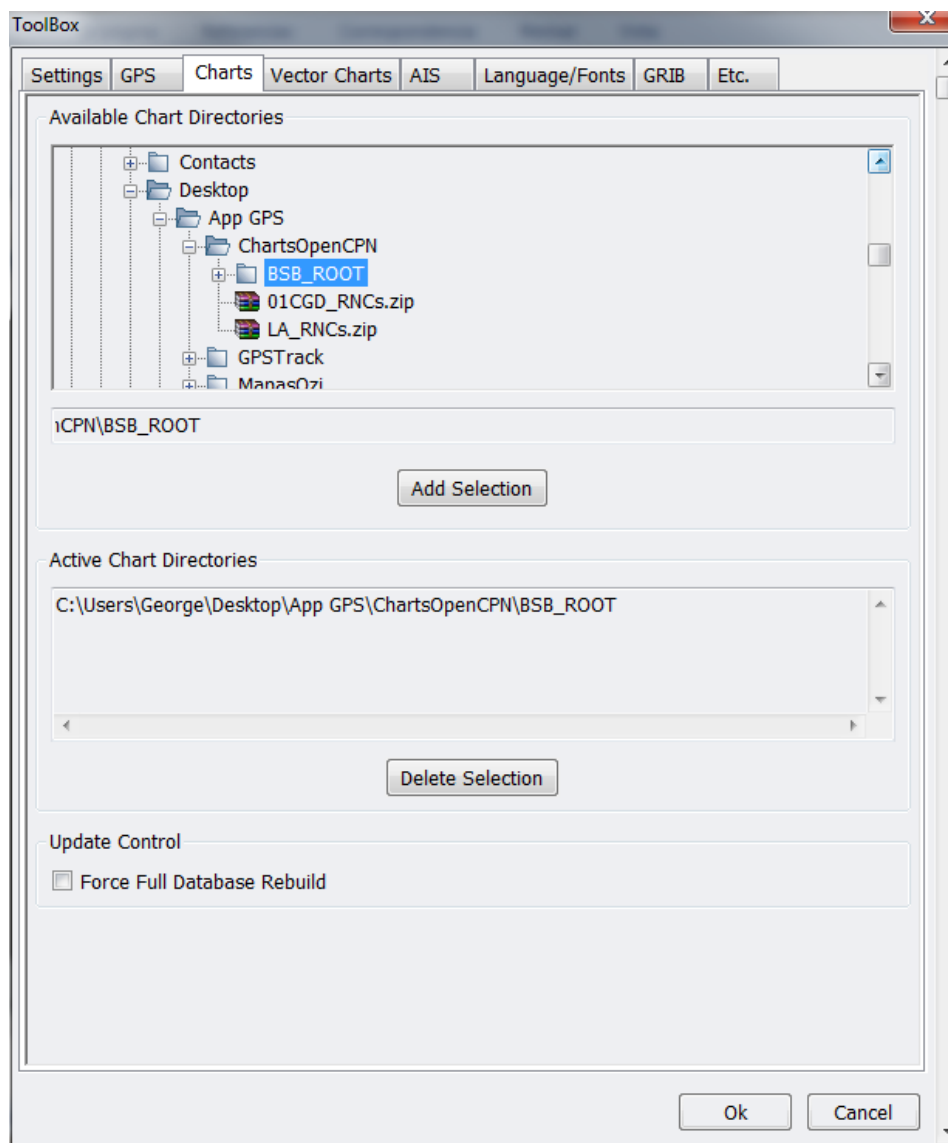 ToolBox
Settings GPS Charts Vector Charts AIS Language/Fonts GRIB Etc.
Available Chart Directories
Contacts
Desktop
App GPS
ChartsOpenCPN
BSB_ROOT
01CGD_RNCs.zip
LA_RNCs.zip
GPSTrack
ManasOzi
CPN\BSB_ROOT
Add Selection
Active Chart Directories
C:\Users\George\Desktop\App GPS\ChartsOpenCPN\BSB_ROOT
Delete Selection
Update Control
Force Full Database Rebuild
Ok Cancel